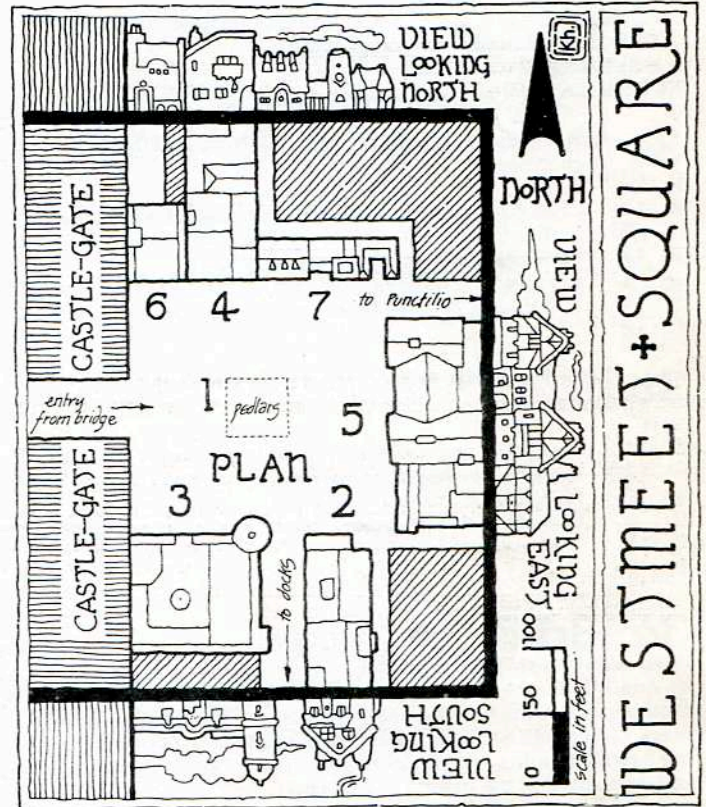 VIEW
LOOKING
NORTH
Kh.
NORTH
WESTMEET + SQUARE
CASTLE-GATE
6
4
7
to Punctilio
VIEW
LOOKING
EAST
entry
from bridge
1
pedlars
5
PLAN
3
2
CASTLE-GATE
to docks
VIEW
LOOKING
SOUTH
100
50
0
scale in feet